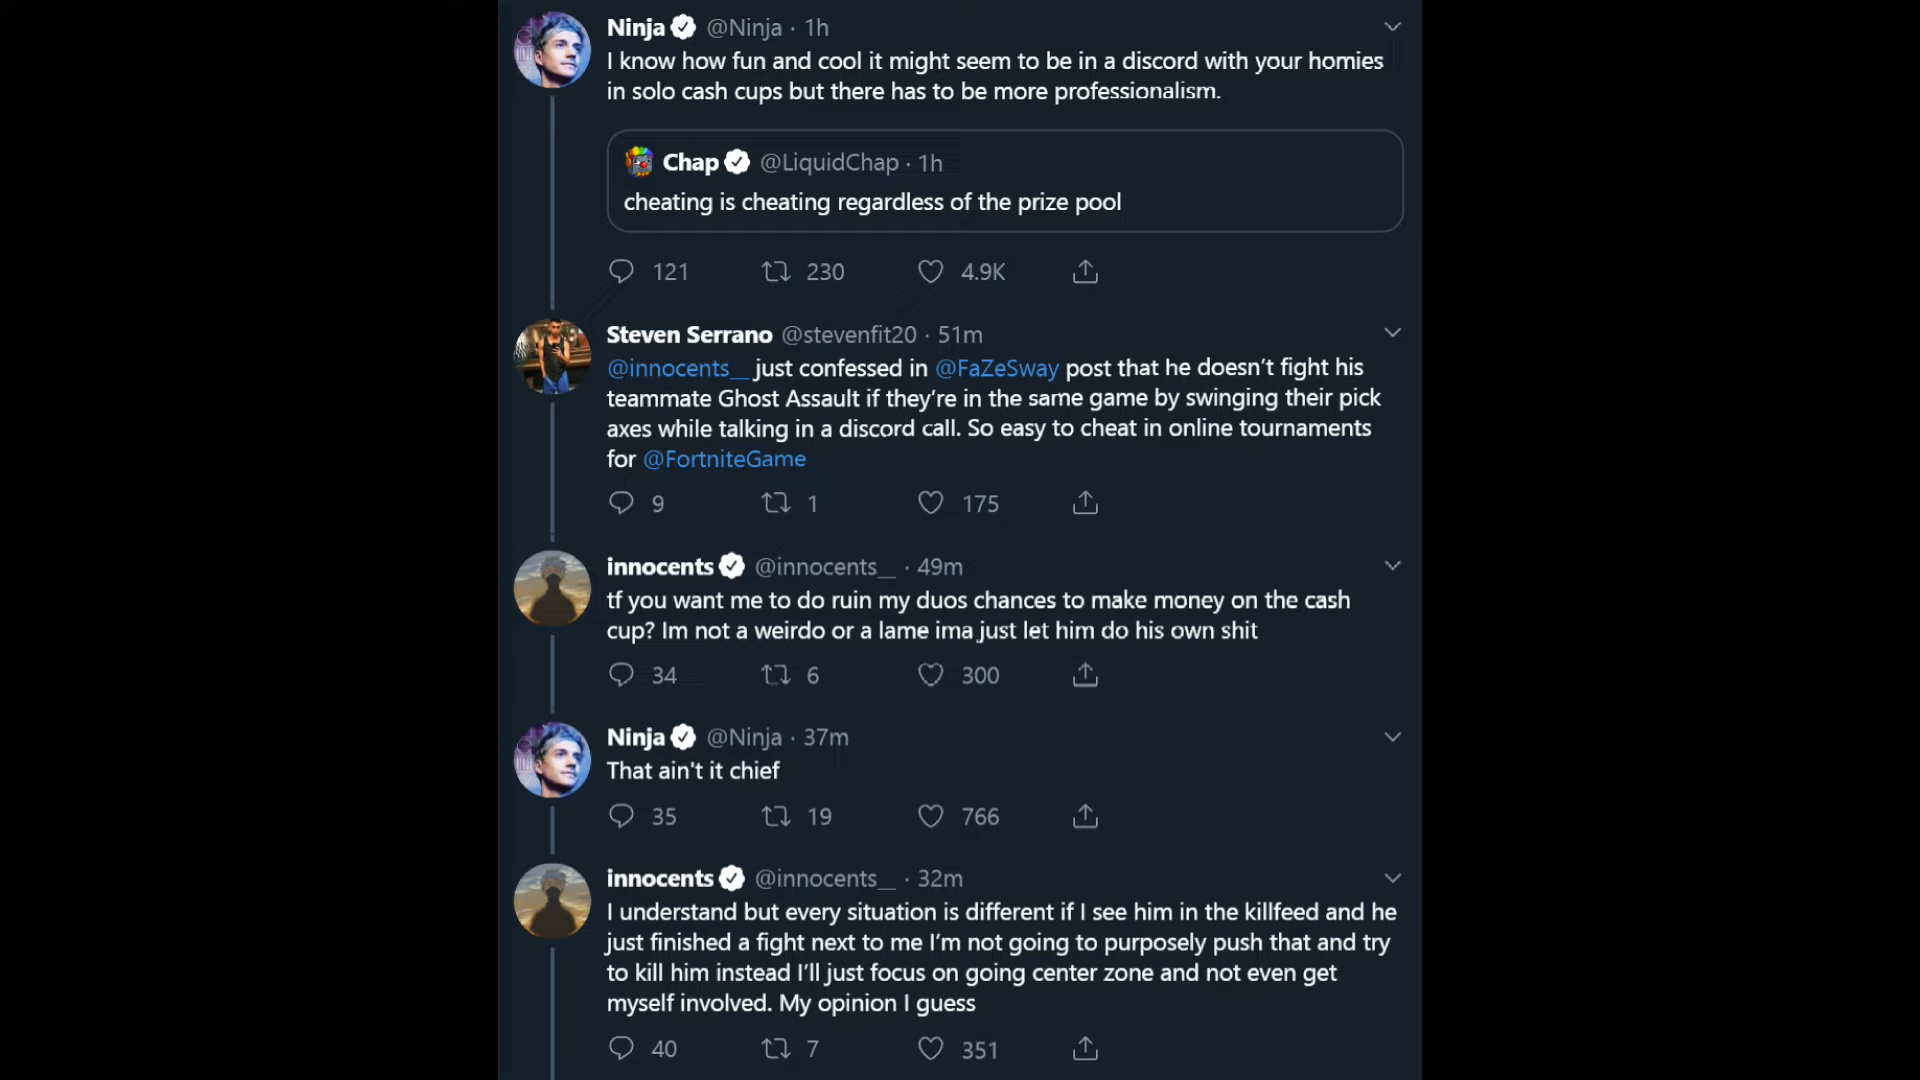 Ninja @Ninja · 1h
I know how fun and cool it might seem to be in a discord with your homies
in solo cash cups but there has to be more professionalism.
Chap @LiquidChap · 1h
cheating is cheating regardless of the prize pool
121 230 4.9K
Steven Serrano @stevenfit20 · 51m
@innocents__ just confessed in @FaZeSway post that he doesn’t fight his
teammate Ghost Assault if they’re in the same game by swinging their pick
axes while talking in a discord call. So easy to cheat in online tournaments
for @FortniteGame
9 1 175
innocents @innocents__ · 49m
tf you want me to do ruin my duos chances to make money on the cash
cup? Im not a weirdo or a lame ima just let him do his own shit
34 6 300
Ninja @Ninja · 37m
That ain't it chief
35 19 766
innocents @innocents__ · 32m
I understand but every situation is different if I see him in the killfeed and he
just finished a fight next to me I’m not going to purposely push that and try
to kill him instead I’ll just focus on going center zone and not even get
myself involved. My opinion I guess
40 7 351